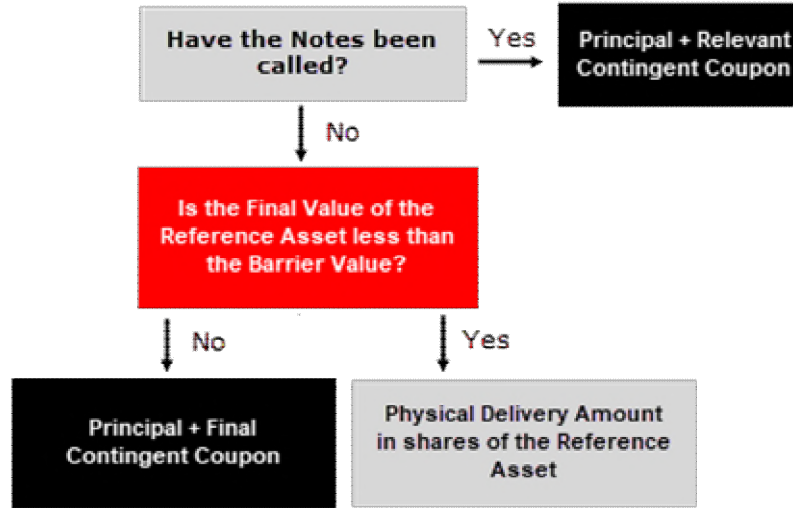 Have the Notes been
called?
Yes
Principal + Relevant
Contingent Coupon
No
Is the Final Value of the
Reference Asset less than
the Barrier Value?
No
Yes
Principal + Final
Contingent Coupon
Physical Delivery Amount
in shares of the Reference
Asset